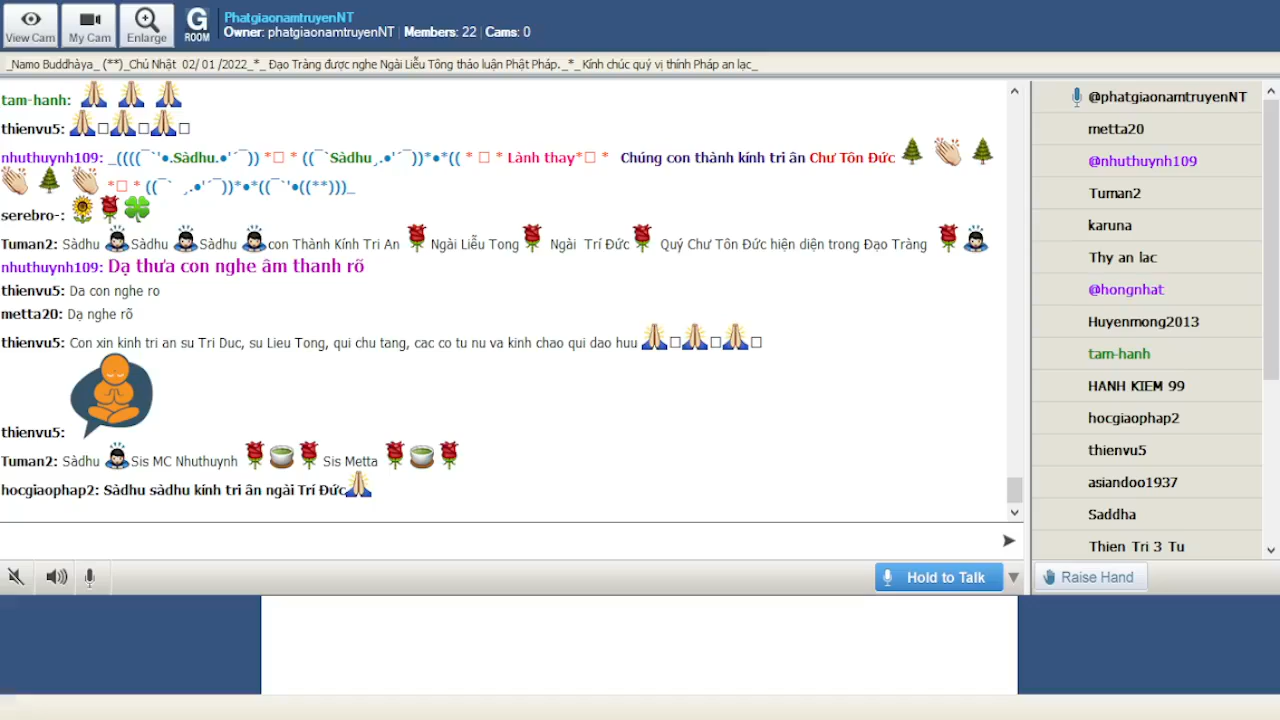 View Cam
My Cam
Enlarge
G
ROOM
PhatgiaonamtruyenNT
Owner: phatgiaonamtruyenNT | Members: 22 | Cams: 0
_Namo Buddhàya_ (**)_Chủ Nhật 02/ 01 /2022_*_ Đạo Tràng được nghe Ngài Liễu Tông thảo luận Phật Pháp._*_Kính chúc quý vị thính Pháp an lạc_
tam-hanh: 🙏 🙏 🙏
thienvu5: 🙏□🙏□🙏□
nhuthuynh109: _((((¯`'●.Sàdhu.●'´¯)) *□ * ((¯`Sàdhu¸.●'´¯))*●*(( * □ * Lành thay*□ * Chúng con thành kính tri ân Chư Tôn Đức 🌲 👏 🌲
👏 🌲 👏 *□ * ((¯` ¸.●'´¯))*●*((¯`'●((**)))_
serebro-: 🌻🌹🍀
Tuman2: Sàdhu 🙇Sàdhu 🙇Sàdhu 🙇con Thành Kính Tri An 🌹Ngài Liễu Tong🌹 Ngài Trí Đức🌹 Quý Chư Tôn Đức hiện diện trong Đạo Tràng 🌹🙇
nhuthuynh109: Dạ thưa con nghe âm thanh rõ
thienvu5: Da con nghe ro
metta20: Dạ nghe rõ
thienvu5: Con xin kinh tri an su Tri Duc, su Lieu Tong, qui chu tang, cac co tu nu va kinh chao qui dao huu 🙏□🙏□🙏□
thienvu5:
Tuman2: Sàdhu 🙇Sis MC Nhuthuynh 🌹🍵🌹Sis Metta 🌹🍵🌹
hocgiaophap2: Sàdhu sàdhu kính tri ân ngài Trí Đức🙏
Hold to Talk
@phatgiaonamtruyenNT
metta20
@nhuthuynh109
Tuman2
karuna
Thy an lac
@hongnhat
Huyenmong2013
tam-hanh
HANH KIEM 99
hocgiaophap2
thienvu5
asiandoo1937
Saddha
Thien Tri 3 Tu
Raise Hand